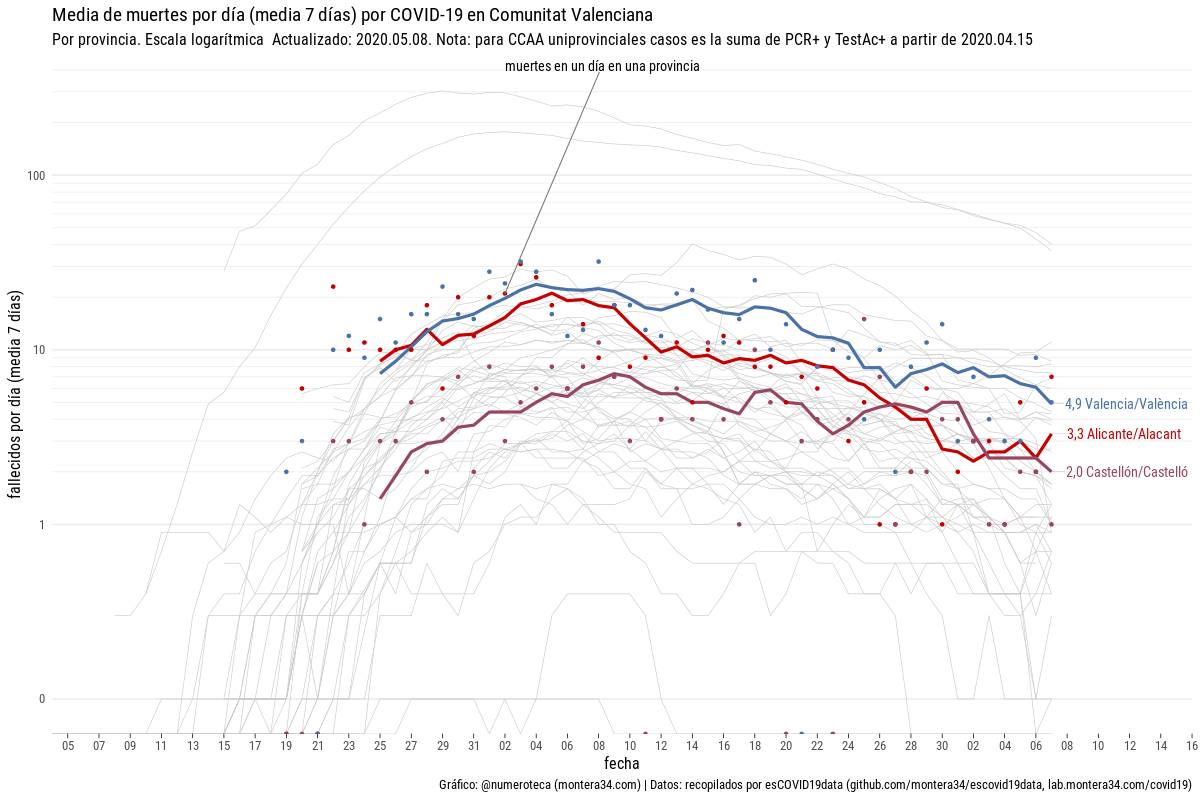 Media de muertes por día (media 7 días) por COVID-19 en Comunitat Valenciana
Por provincia. Escala logarítmica  Actualizado: 2020.05.08. Nota: para CCAA uniprovinciales casos es la suma de PCR+ y TestAc+ a partir de 2020.04.15
muertes en un día en una provincia
fallecidos por día (media  7 días)
100
10
1
0
4,9 Valencia/València
3,3 Alicante/Alacant
2,0 Castellón/Castelló
05 07 09 11 13 15 17 19 21 23 25 27 29 31 02 04 06 08 10 12 14 16 18 20 22 24 26 28 30 02 04 06 08 10 12 14 16
fecha
Gráfico: @numeroteca (montera34.com) | Datos: recopilados por esCOVID19data (github.com/montera34/escovid19data, lab.montera34.com/covid19)